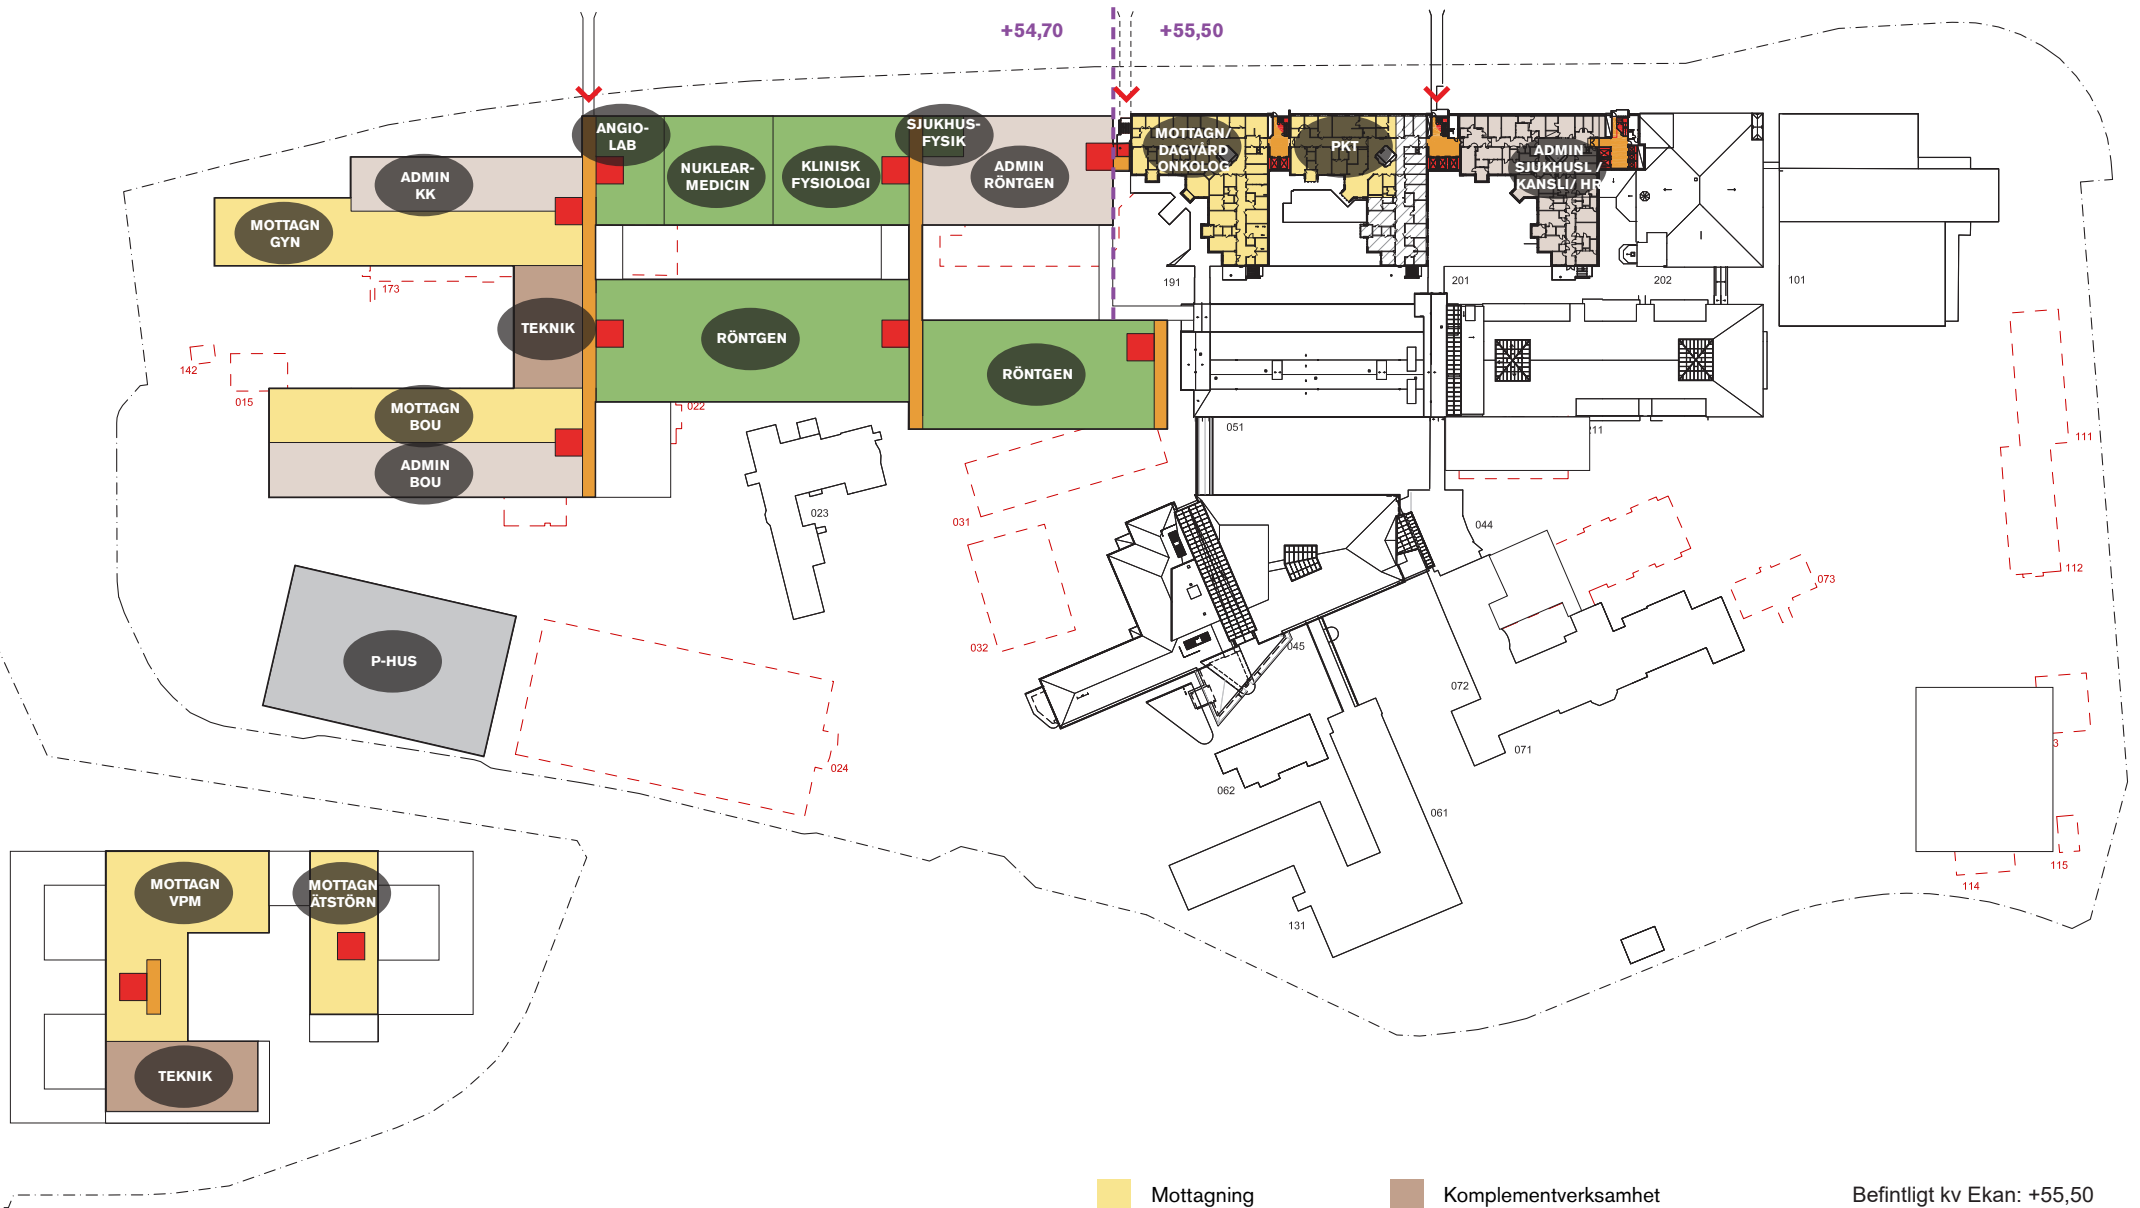 +54,70
+55,50
ANGIO-
LAB
SJUKHUS-
FYSIK
MOTTAGN/
DAGVÅRD
ONKOLOG
PKT
ADMIN
SJUKHUSL /
KANSLI/ HR
ADMIN
KK
NUKLEAR-
MEDICIN
KLINISK
FYSIOLOGI
ADMIN
RÖNTGEN
MOTTAGN
GYN
173
191
201
202
101
TEKNIK
RÖNTGEN
RÖNTGEN
142
015
MOTTAGN
BOU
022
051
211
111
ADMIN
BOU
023
031
044
112
073
032
045
P-HUS
072
071
3
024
062
061
115
114
MOTTAGN
VPM
MOTTAGN
ÄTSTÖRN
131
TEKNIK
Mottagning
Komplementverksamhet
Befintligt kv Ekan: +55,50